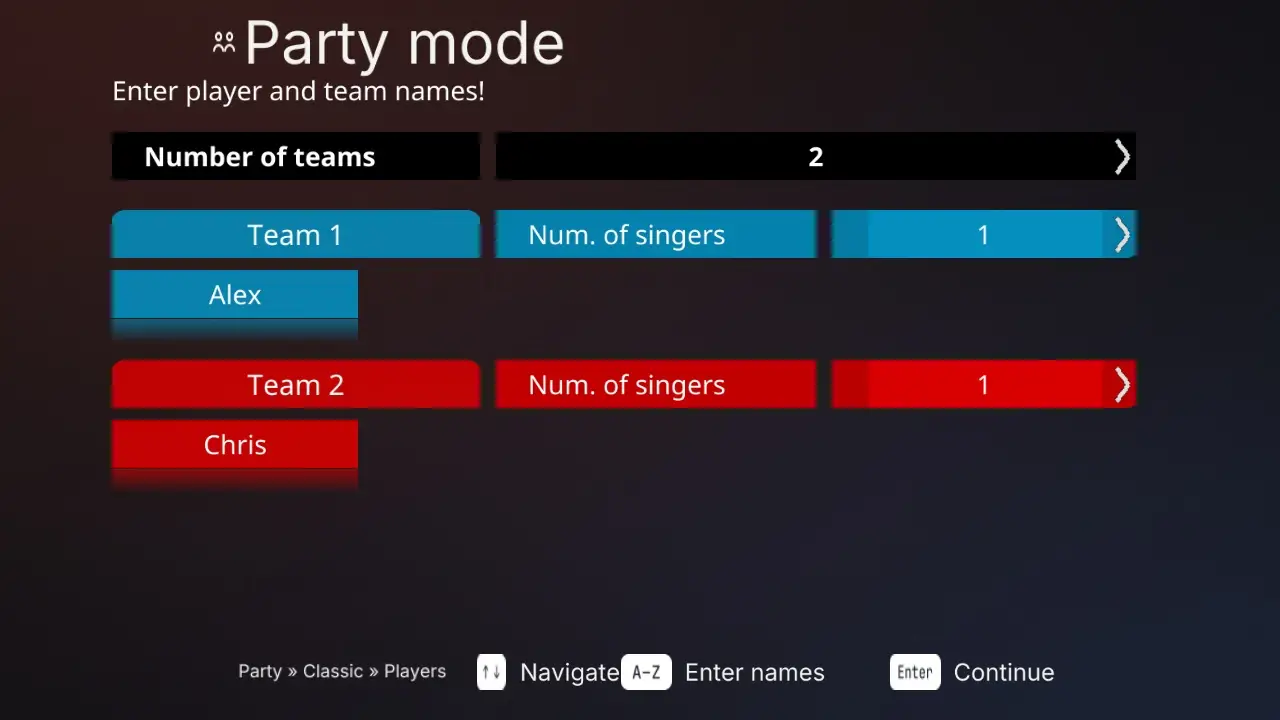 Party mode
Enter player and team names!
Number of teams 2
Team 1 Num. of singers 1
Alex
Team 2 Num. of singers 1
Chris
Party » Classic » Players ↑↓ Navigate A-Z Enter names Enter Continue